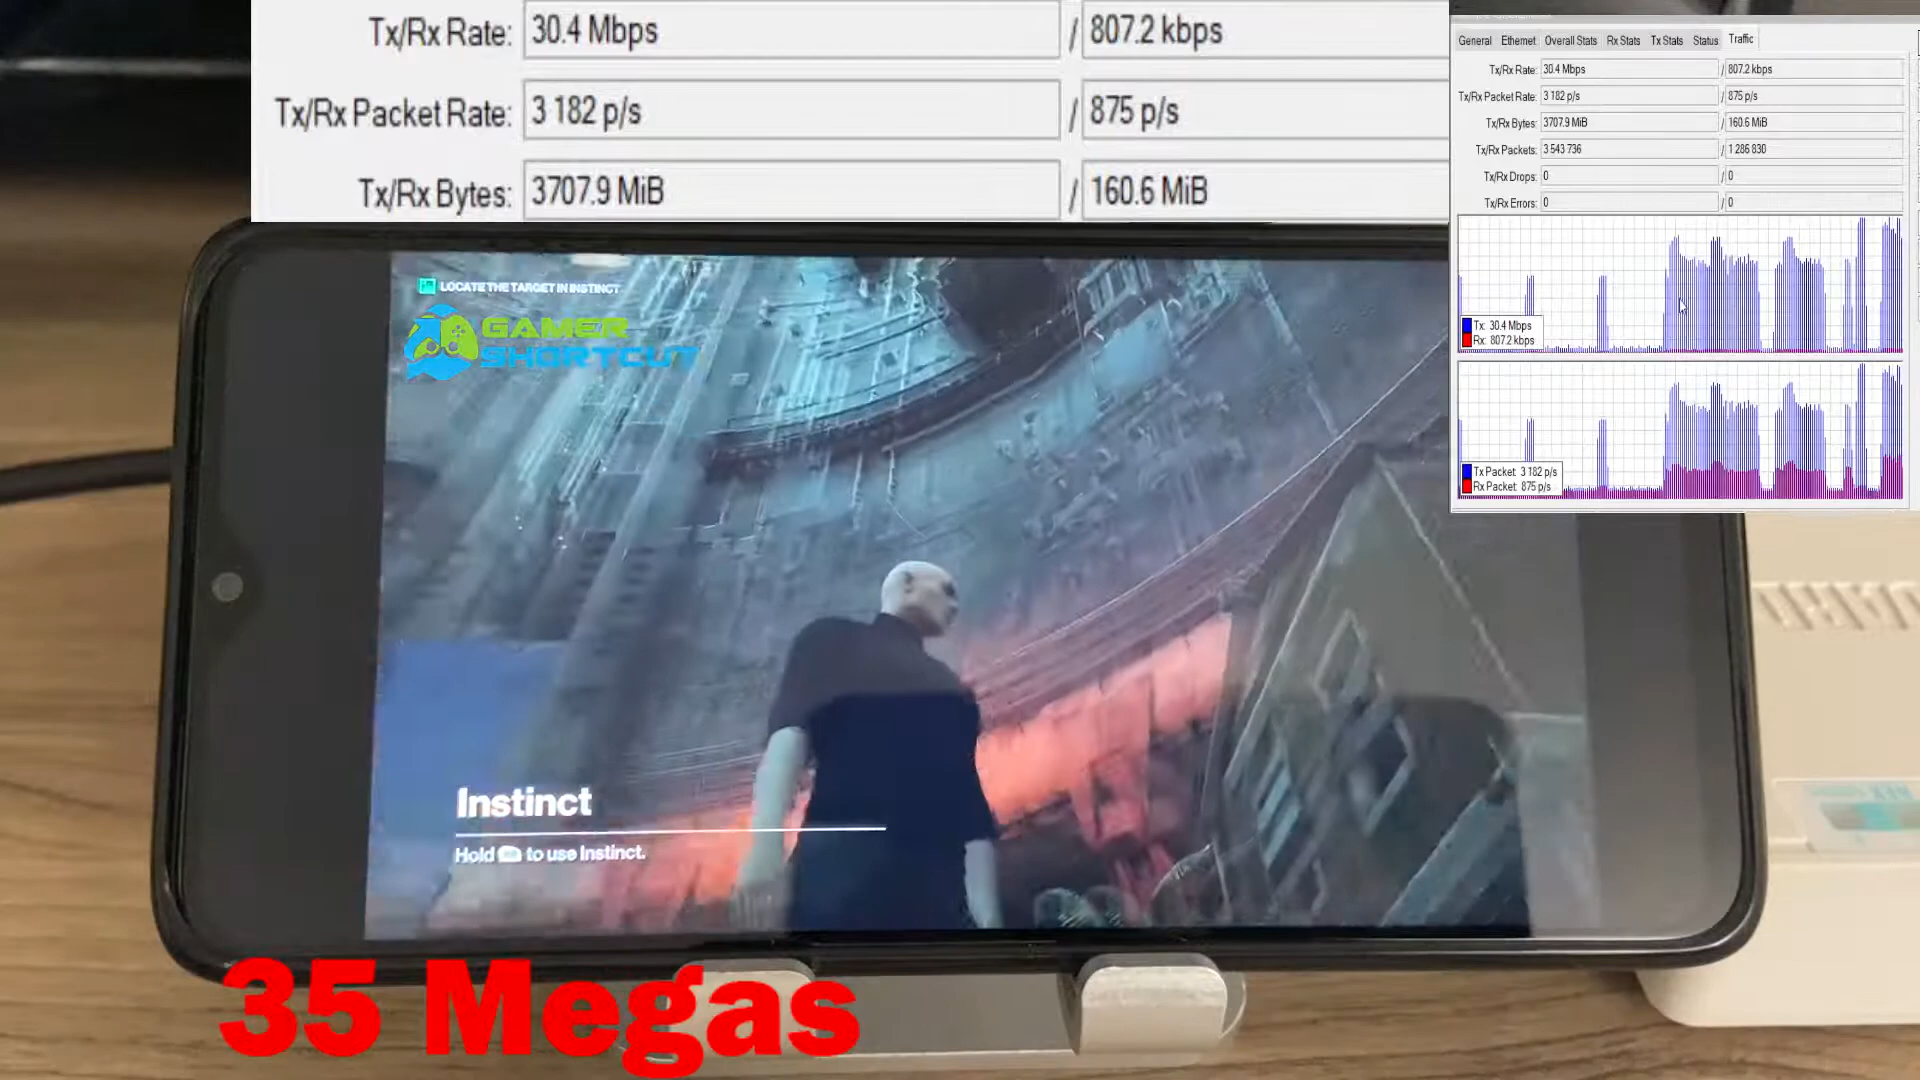 Tx/Rx Rate: 30.4 Mbps / 807.2 kbps
Tx/Rx Packet Rate: 3 182 p/s / 875 p/s
Tx/Rx Bytes: 3707.9 MiB / 160.6 MiB
General Ethernet Overall Stats Rx Stats Tx Stats Status Traffic
Tx/Rx Rate: 30.4 Mbps / 807.2 kbps
Tx/Rx Packet Rate: 3 182 p/s / 875 p/s
Tx/Rx Bytes: 3707.9 MiB / 160.6 MiB
Tx/Rx Packets: 3 543 736 / 1 286 830
Tx/Rx Drops: 0 / 0
Tx/Rx Errors: 0 / 0
Tx: 30.4 Mbps
Rx: 807.2 kbps
Tx Packet: 3 182 p/s
Rx Packet: 875 p/s
LOCATE THE TARGET IN INSTINCT
GAMER
SHORTCUT
Instinct
Hold to use Instinct.
35 Megas